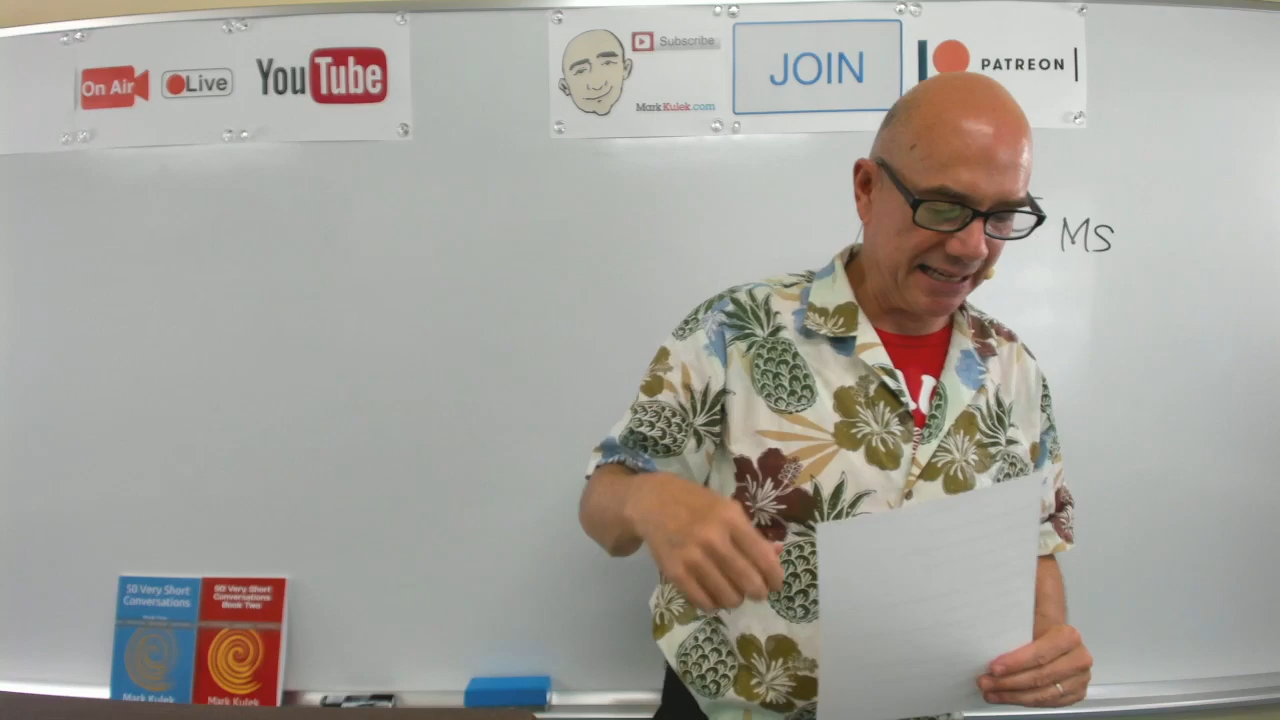 On Air
Live
YouTube
Subscribe
MarkKulek.com
JOIN
PATREON
MS
50 Very Short
Conversations
Mark Kulek
50 Very Short
Conversations
Book Two
Mark Kulek